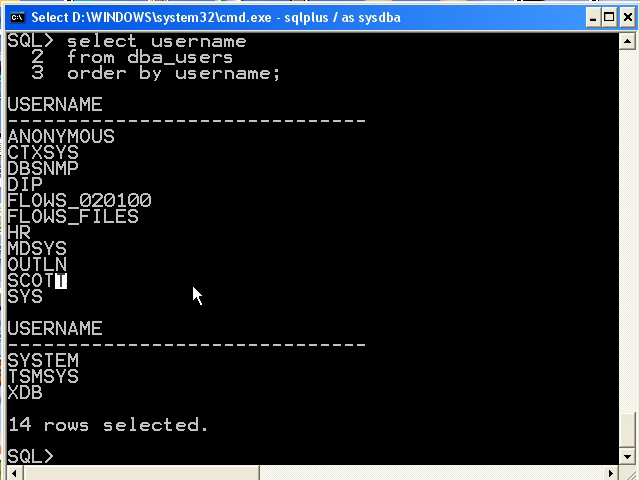 Select D:\WINDOWS\system32\cmd.exe - sqlplus / as sysdba
SQL> select username
2 from dba_users
3 order by username;
USERNAME
------------------------------
ANONYMOUS
CTXSYS
DBSNMP
DIP
FLOWS_020100
FLOWS_FILES
HR
MDSYS
OUTLN
SCOTT
SYS
USERNAME
------------------------------
SYSTEM
TSMSYS
XDB
14 rows selected.
SQL>